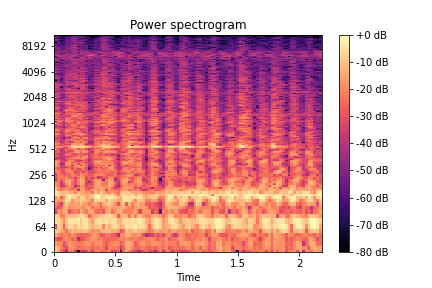 Power spectrogram
Hz
8192
4096
2048
1024
512
256
128
64
0
0 0.5 1 1.5 2
Time
+0 dB
-10 dB
-20 dB
-30 dB
-40 dB
-50 dB
-60 dB
-70 dB
-80 dB